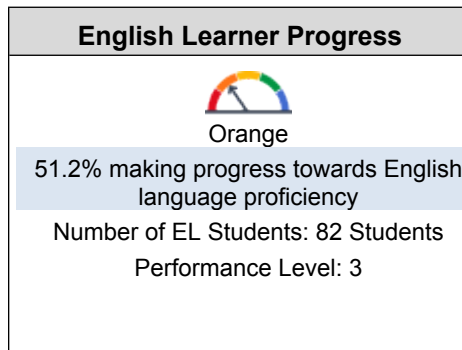 English Learner Progress
Orange
51.2% making progress towards English
language proficiency
Number of EL Students: 82 Students
Performance Level: 3